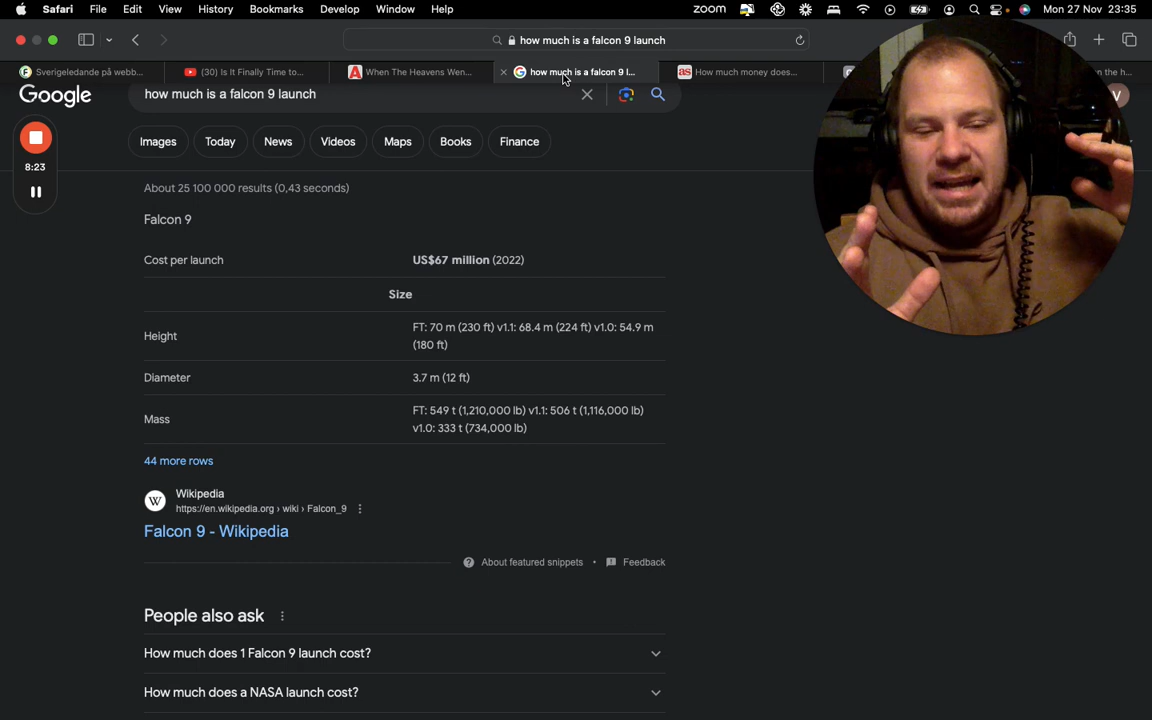 Safari File Edit View History Bookmarks Develop Window Help zoom Mon 27 Nov 23:35
how much is a falcon 9 launch
Sverigeledande på webb... (30) Is It Finally Time to... When The Heavens Wen... how much is a falcon 9 l... as How much money does... n the h...
Google how much is a falcon 9 launch V
Images Today News Videos Maps Books Finance
8:23
About 25 100 000 results (0,43 seconds)
Falcon 9
Cost per launch US$67 million (2022)
Size
Height FT: 70 m (230 ft) v1.1: 68.4 m (224 ft) v1.0: 54.9 m
(180 ft)
Diameter 3.7 m (12 ft)
Mass FT: 549 t (1,210,000 lb) v1.1: 506 t (1,116,000 lb)
v1.0: 333 t (734,000 lb)
44 more rows
W Wikipedia
https://en.wikipedia.org › wiki › Falcon_9
Falcon 9 - Wikipedia
About featured snippets • Feedback
People also ask
How much does 1 Falcon 9 launch cost?
How much does a NASA launch cost?